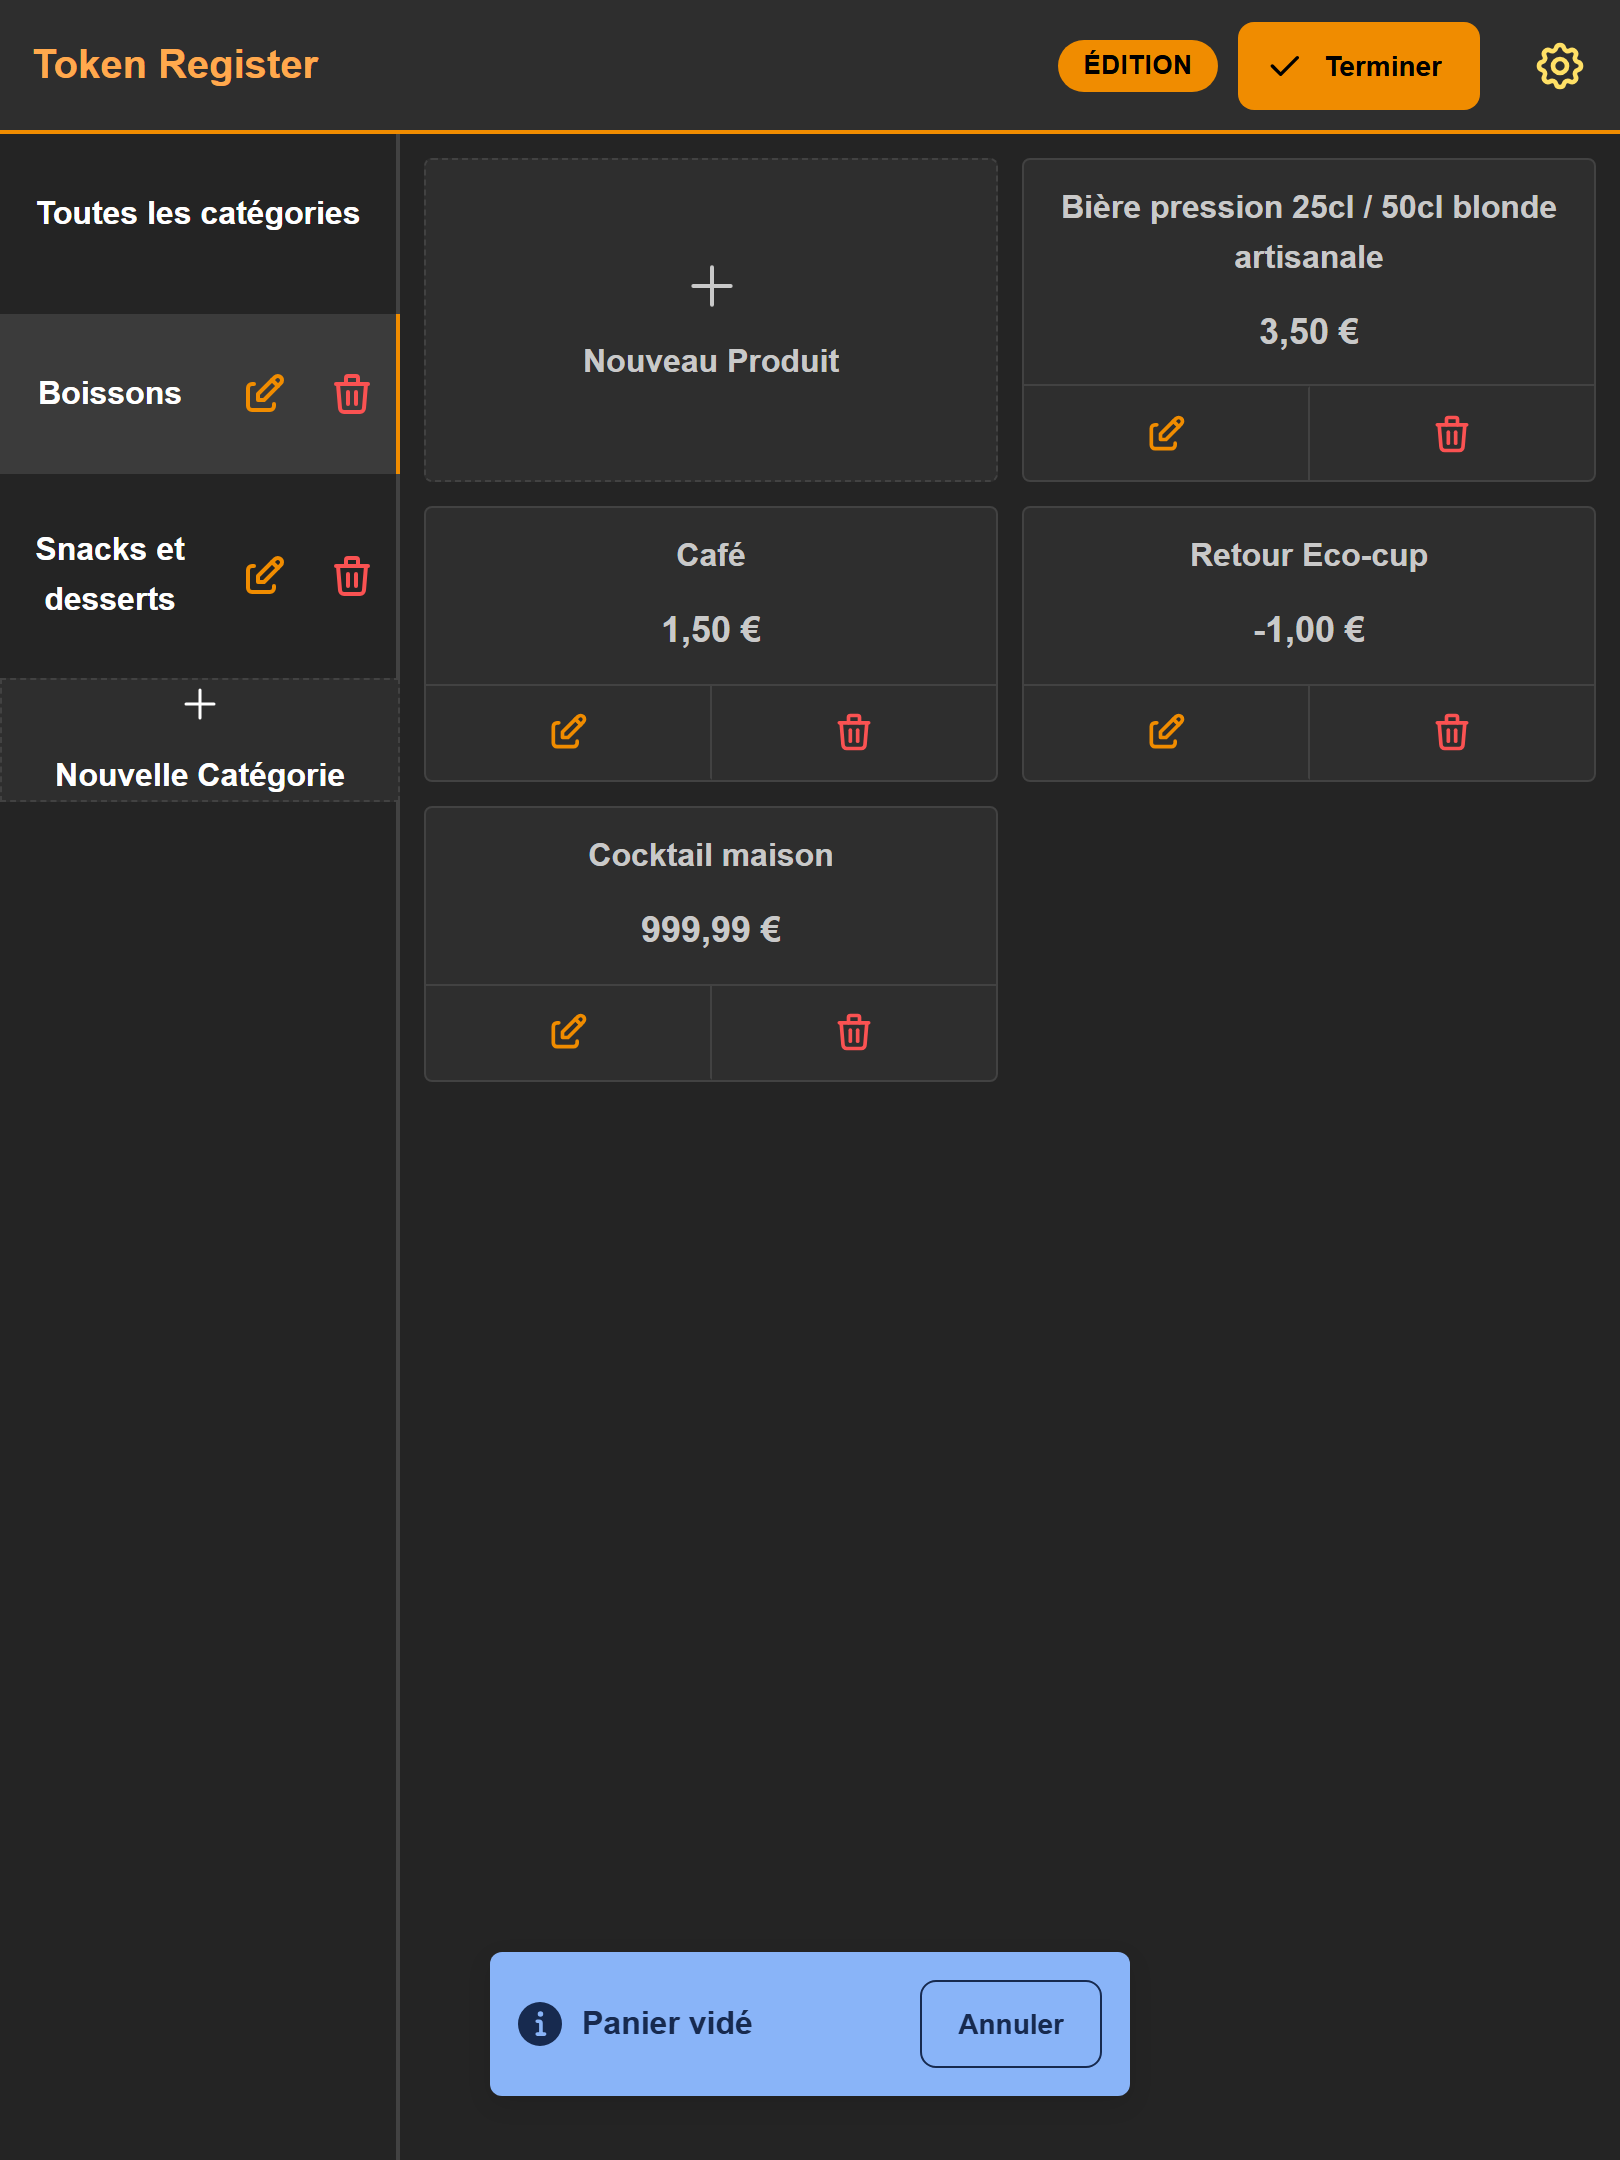 Token Register
ÉDITION
Terminer
Toutes les catégories
Boissons
Snacks et
desserts
Nouvelle Catégorie
Nouveau Produit
Bière pression 25cl / 50cl blonde
artisanale
3,50 €
Café
1,50 €
Retour Eco-cup
-1,00 €
Cocktail maison
999,99 €
Panier vidé
Annuler